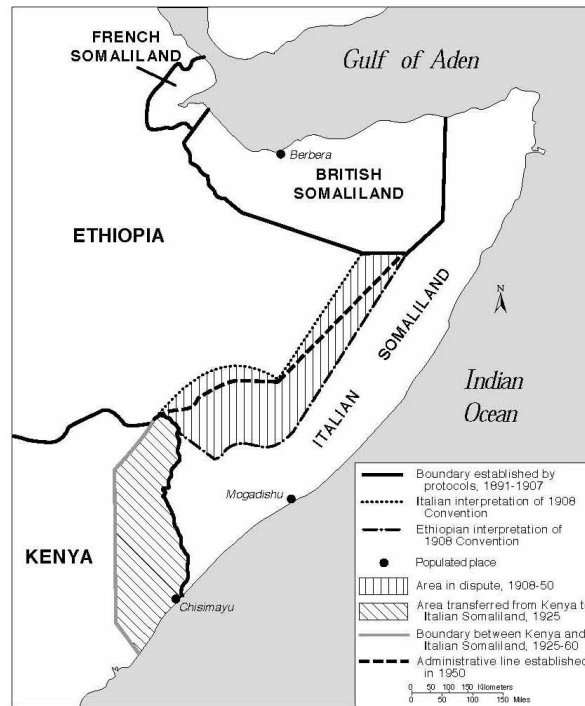 FRENCH
SOMALILAND
Gulf of Aden
Berbera
BRITISH
SOMALILAND
ETHIOPIA
SOMALILAND
N
ITALIAN
Indian
Ocean
Mogadishu
KENYA
Chisimayu
Boundary established by
protocols, 1891-1907
Italian interpretation of 1908
Convention
Ethiopian interpretation of
1908 Convention
Populated place
Area in dispute, 1908-50
Area transferred from Kenya t
Italian Somaliland, 1925
Boundary between Kenya and
Italian Somaliland, 1925-60
Administrative line established
in 1950
0 50 100 150 Kilometers
0 50 100 150 Miles